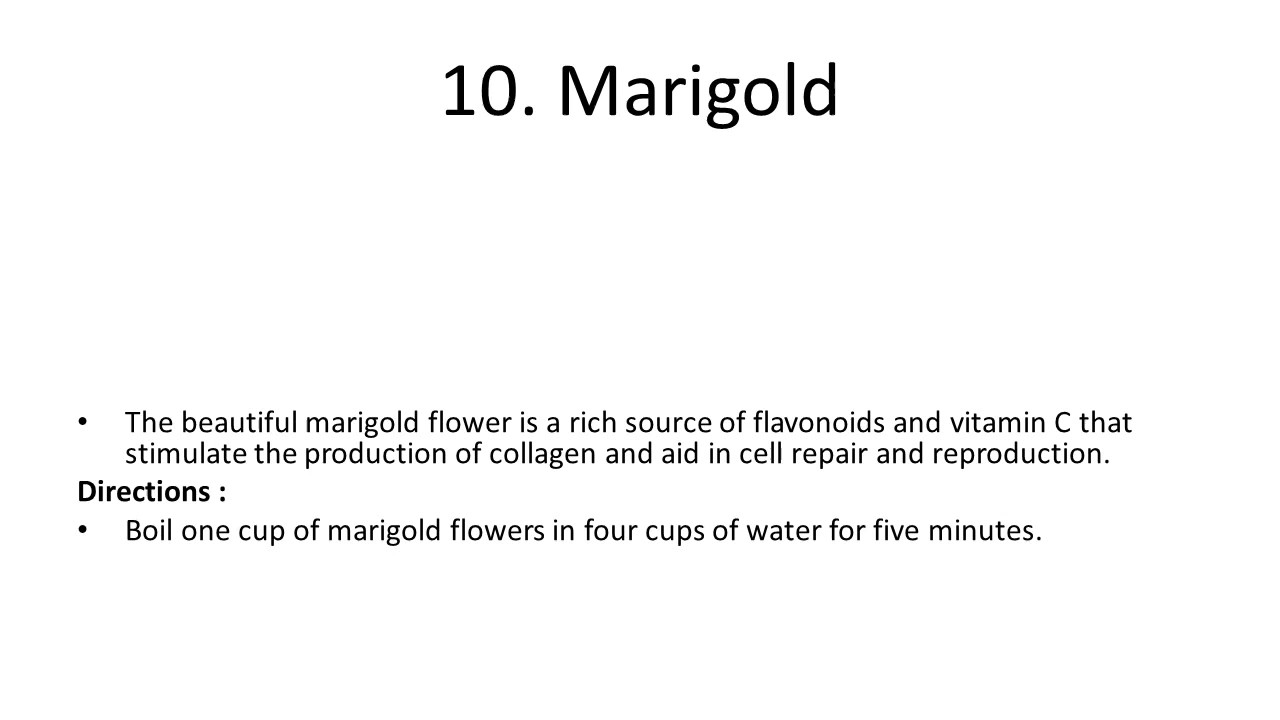 10. Marigold
• The beautiful marigold flower is a rich source of flavonoids and vitamin C that
stimulate the production of collagen and aid in cell repair and reproduction.
Directions :
• Boil one cup of marigold flowers in four cups of water for five minutes.